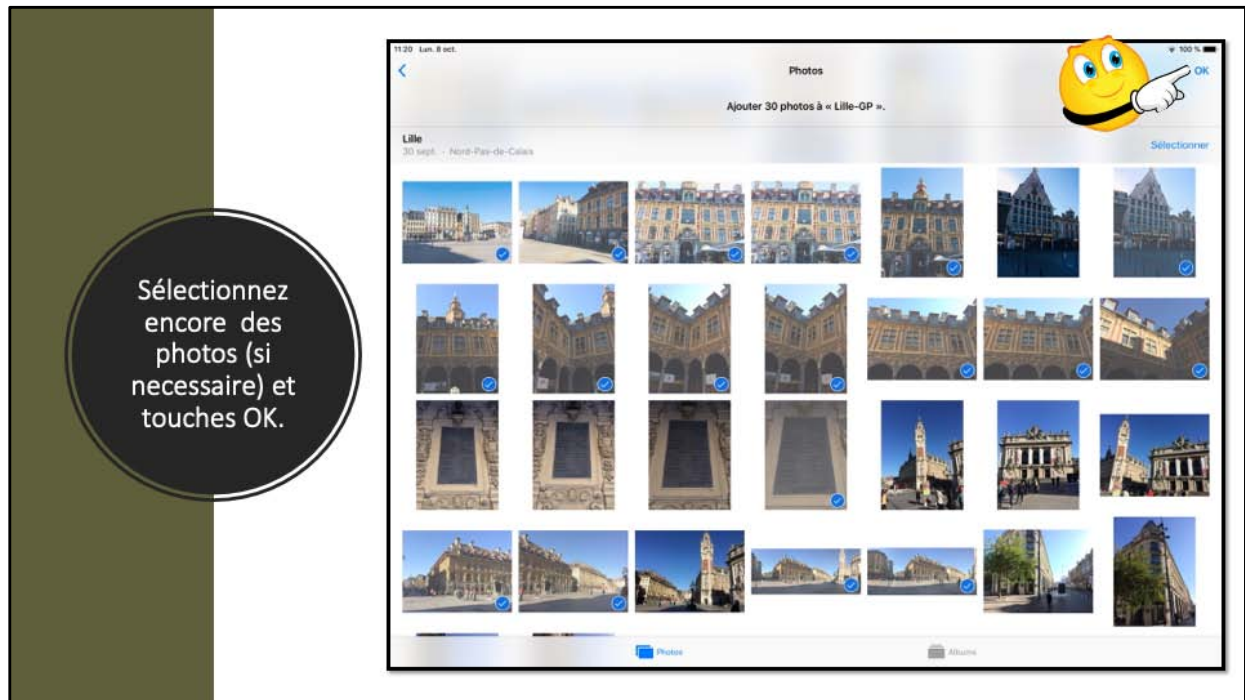 11:20 Lun. 8 oct.
100 %
Photos
OK
Ajouter 30 photos à « Lille-GP ».
Lille
30 sept. · Nord-Pas-de-Calais
Sélectionner
Sélectionnez
encore des
photos (si
necessaire) et
touches OK.
Photos
Albums